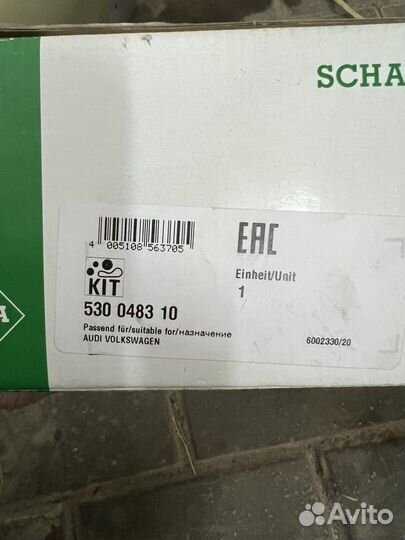 SCHA
4 005108 563705
EAC
KIT
Einheit/Unit
1
530 0483 10
Passend für/suitable for/назначение
AUDI VOLKSWAGEN
6002330/20
A
Avito